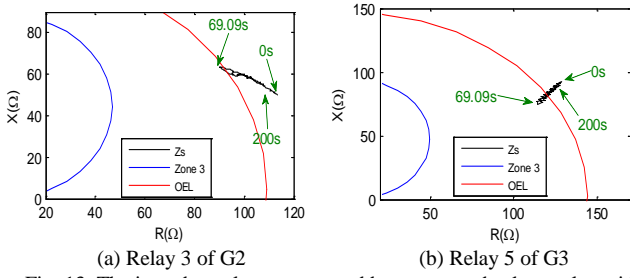 80
60
40
20
0
X(Ω)
69.09s
0s
200s
Zs
Zone 3
OEL
20 40 60 80 100 120
R(Ω)
(a) Relay 3 of G2
150
100
50
0
X(Ω)
0s
69.09s
200s
Zs
Zone 3
OEL
50 100 150
R(Ω)
(b) Relay 5 of G3